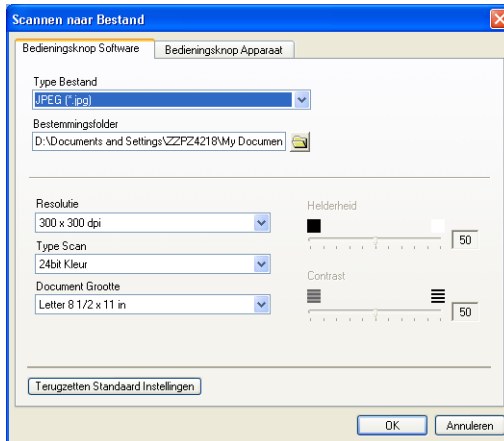 Scannen naar Bestand
Bedieningsknop Software
Bedieningsknop Apparaat
Type Bestand
JPEG (*.jpg)
Bestemmingsfolder
D:\Documents and Settings\ZZPZ4218\My Documen
Resolutie
300 x 300 dpi
Type Scan
24bit Kleur
Document Grootte
Letter 8 1/2 x 11 in
Helderheid
50
Contrast
50
Terugzetten Standaard Instellingen
OK
Annuleren